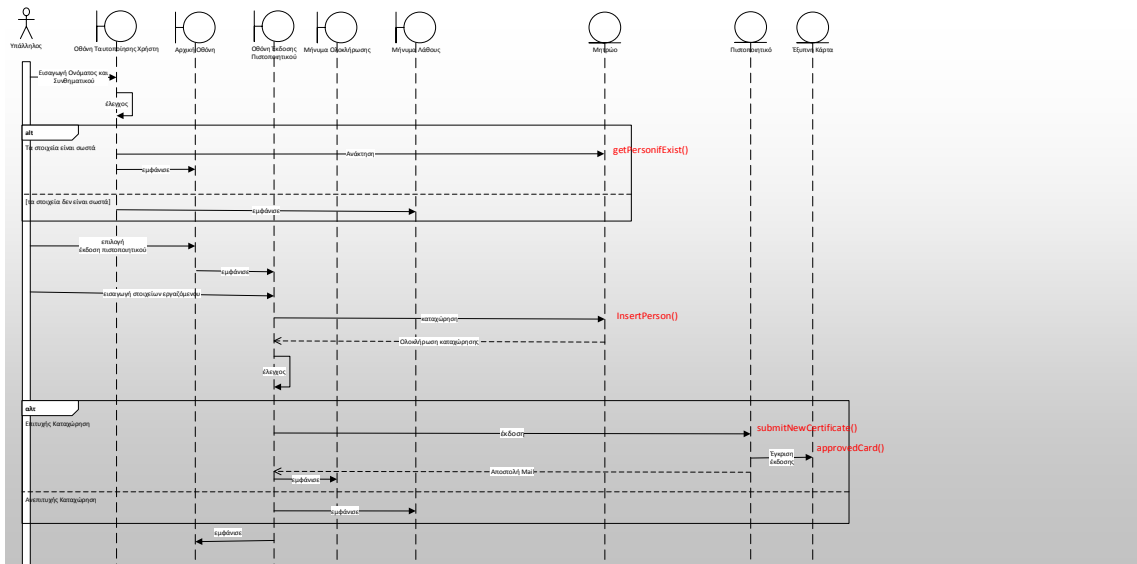 Υπάλληλος
Οθόνη Ταυτοποίησης Χρήστη
Αρχική Οθόνη
Οθόνη Έκδοσης
Πιστοποιητικού
Μήνυμα Ολοκλήρωσης
Μήνυμα Λάθους
Μητρώο
Πιστοποιητικό
Έξυπνη Κάρτα
Εισαγωγή Ονόματος και
Συνθηματικού
έλεγχος
alt
Τα στοιχεία είναι σωστά
Ανάκτηση
getPersonifExist()
εμφάνισε
[τα στοιχεία δεν είναι σωστά]
εμφάνισε
επιλογή
έκδοση πιστοποιητικού
εμφάνισε
εισαγωγή στοιχείων εργαζόμενου
καταχώρηση
InsertPerson()
Ολοκλήρωση καταχώρησης
έλεγχος
αλτ
Επιτυχής Καταχώρηση
έκδοση
submitNewCertificate()
Έγκριση
έκδοσης
approvedCard()
Αποστολή Mail
εμφάνισε
Ανεπιτυχής Καταχώρηση
εμφάνισε
εμφάνισε